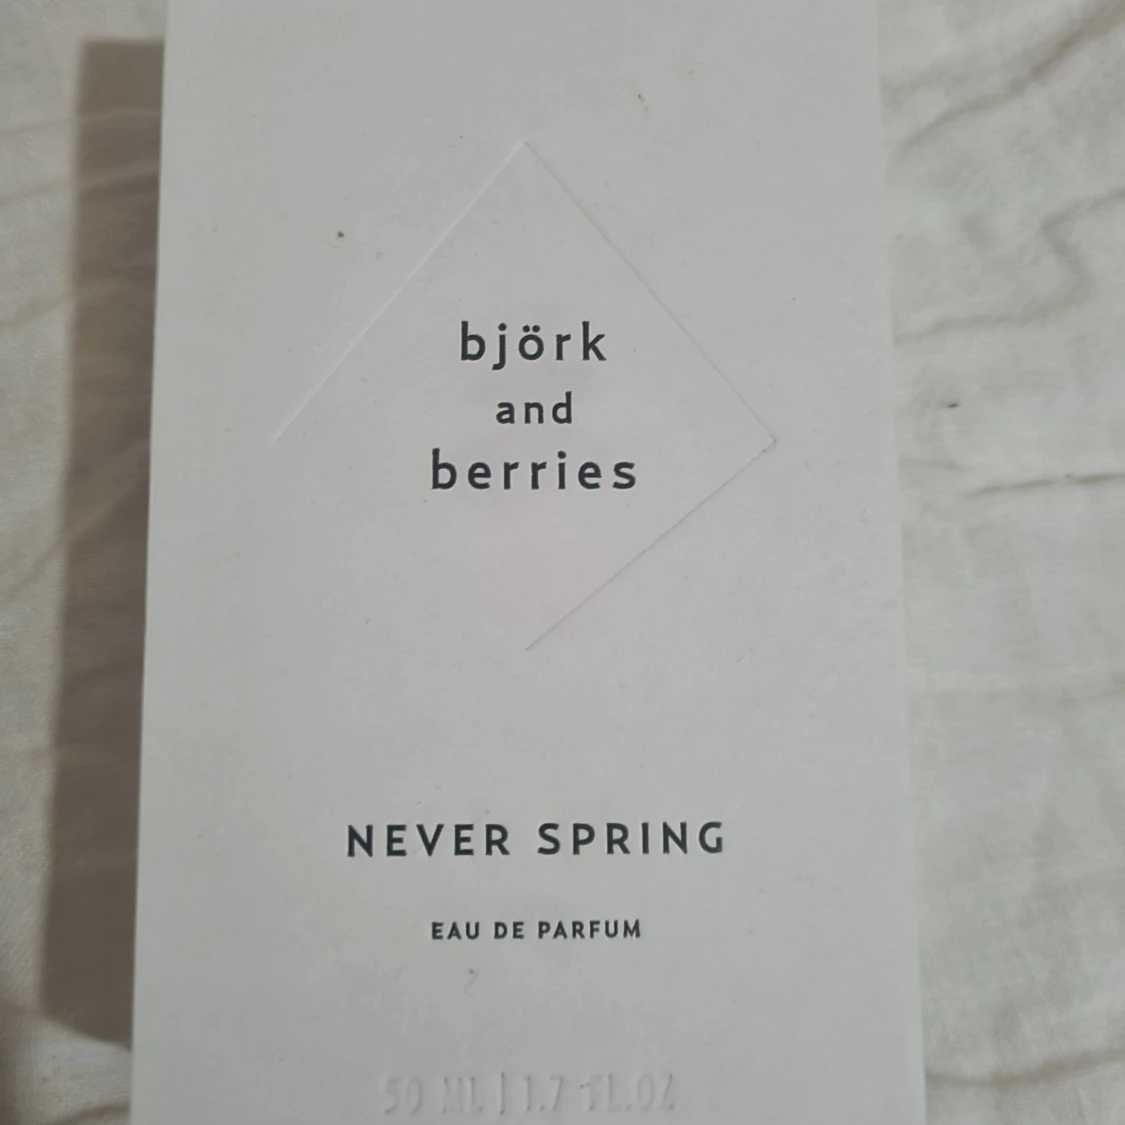 björk
and
berries
NEVER SPRING
EAU DE PARFUM
50 ML | 1.7 FL.OZ